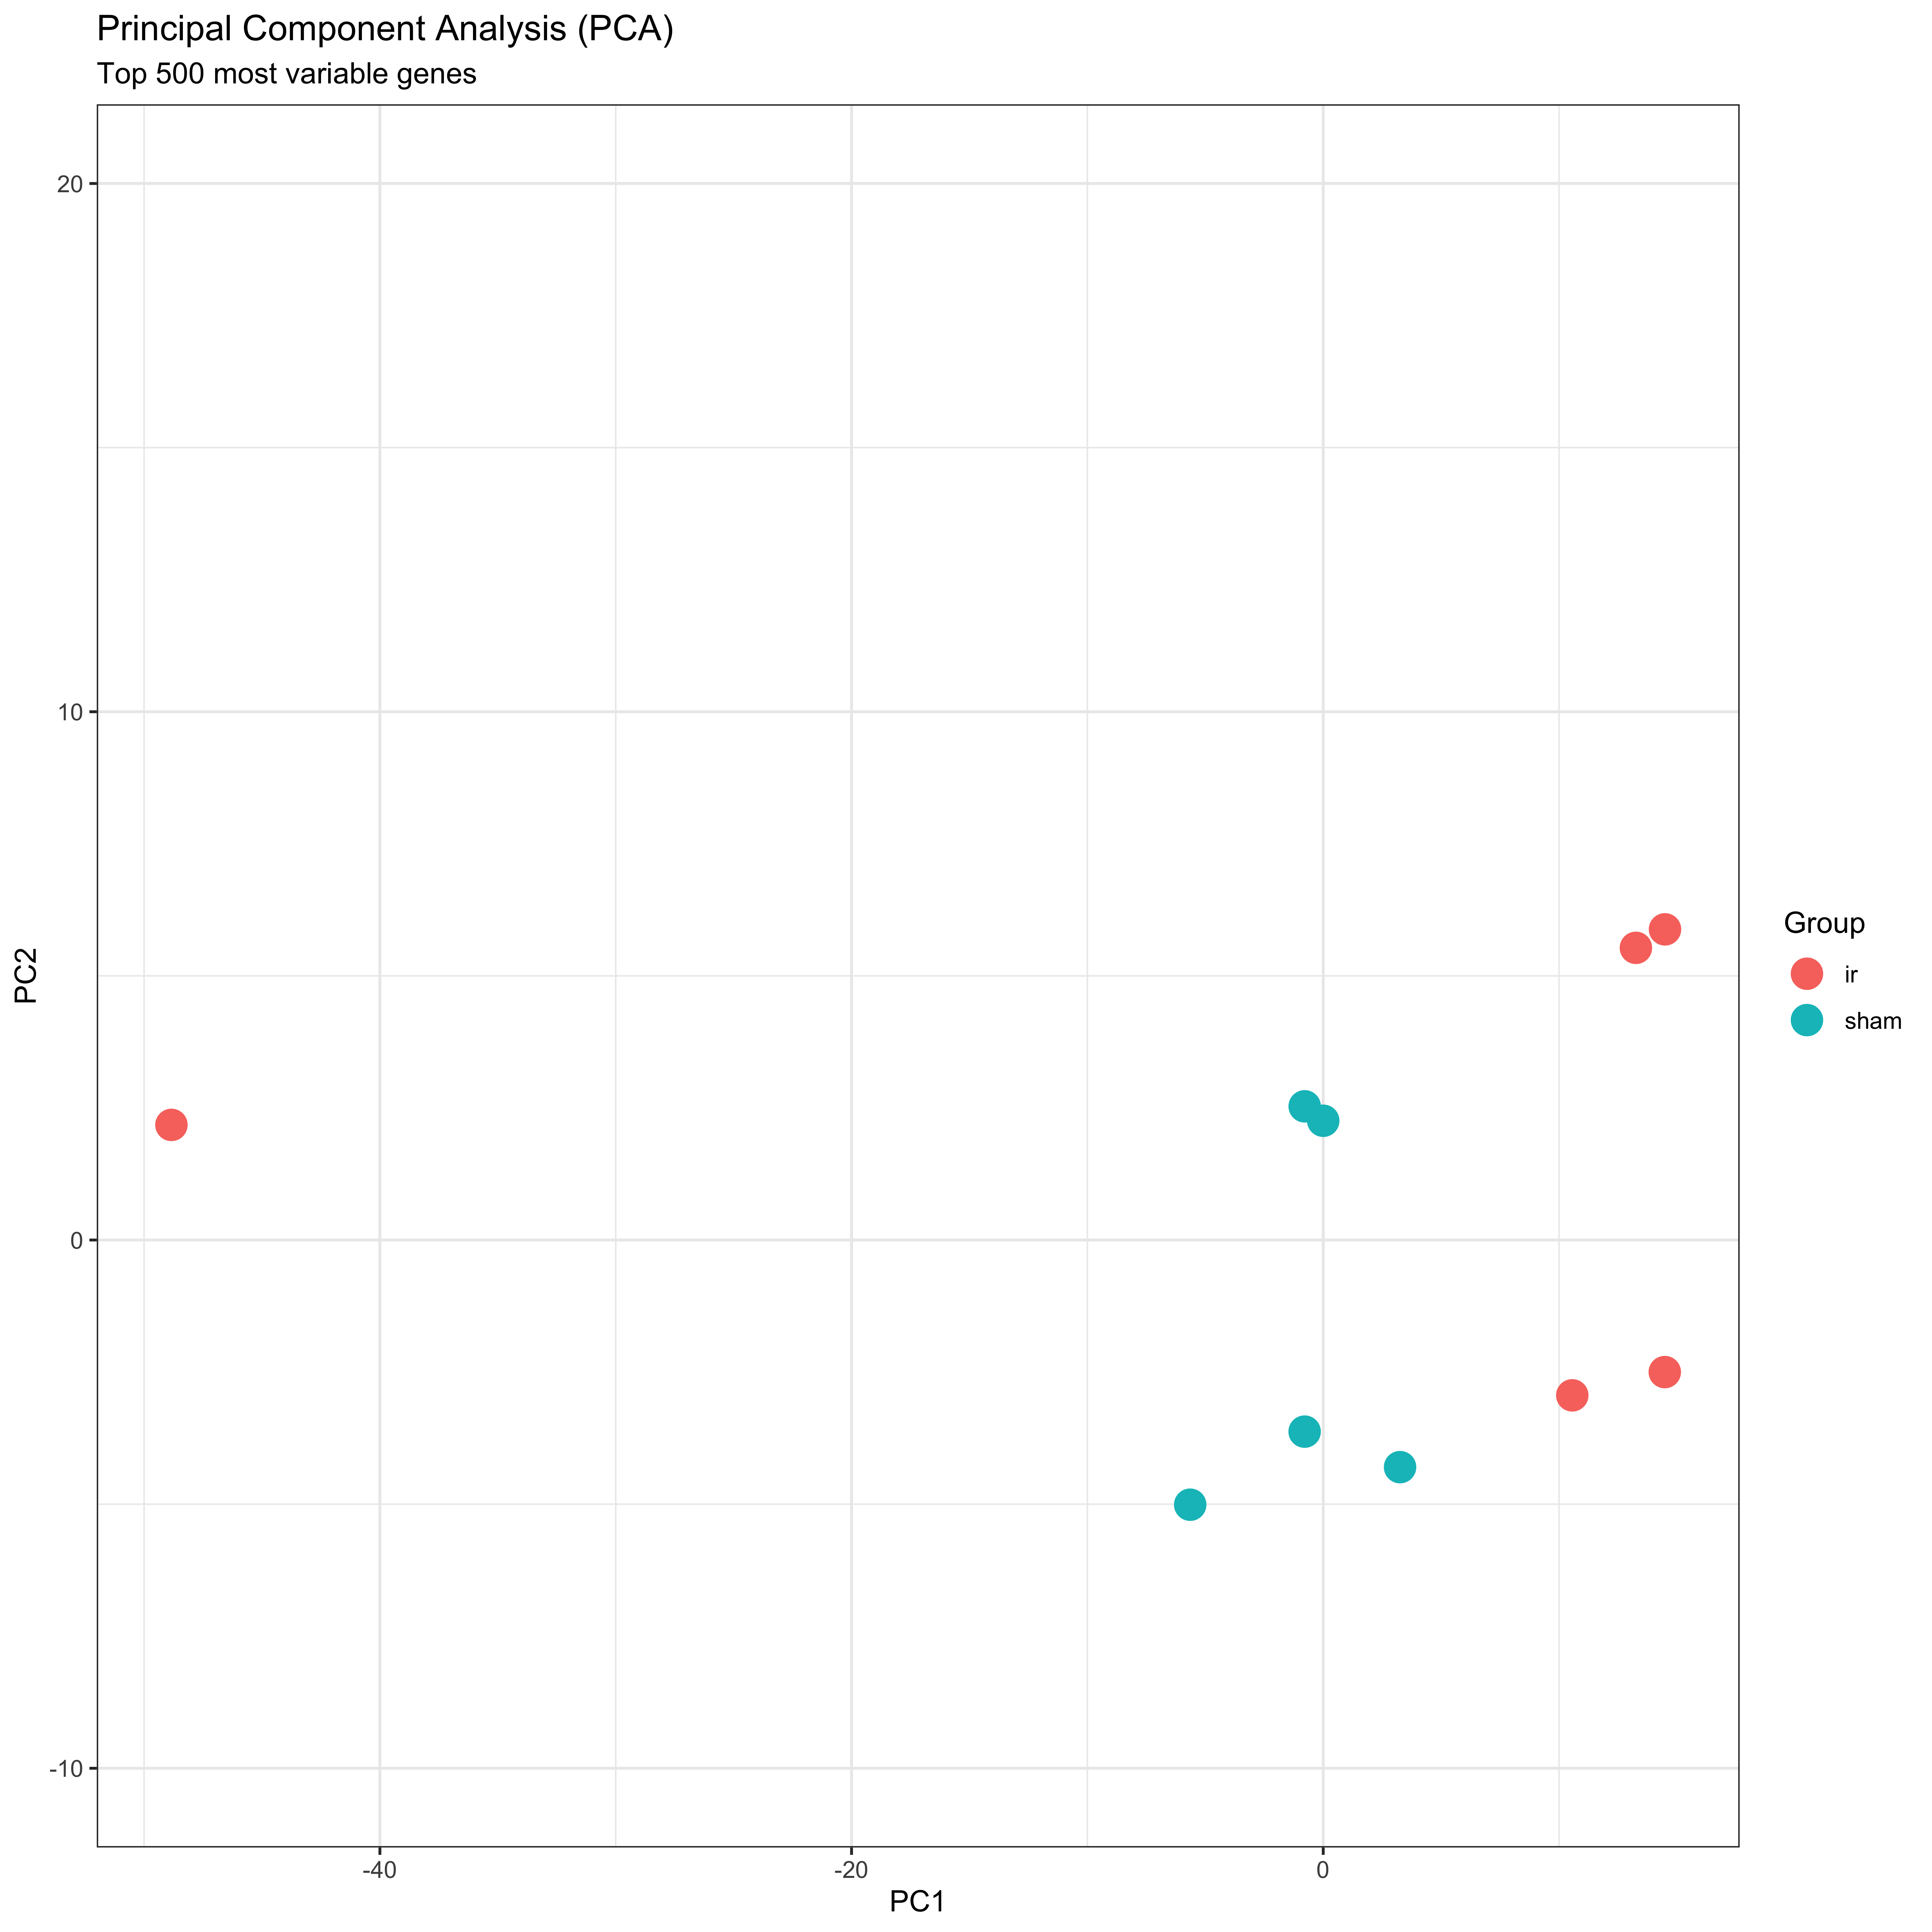 Principal Component Analysis (PCA)
Top 500 most variable genes
20
10
0
-10
PC2
-40
-20
0
PC1
Group
ir
sham